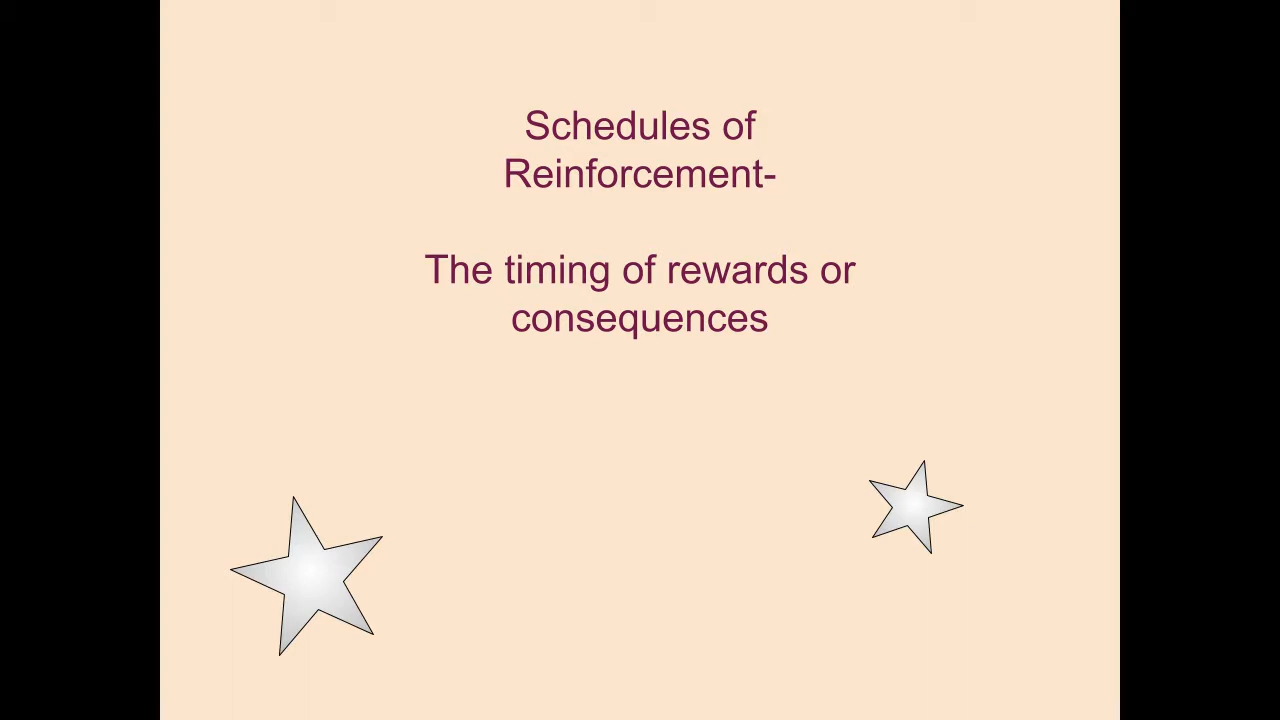 Schedules of
Reinforcement-
The timing of rewards or
consequences